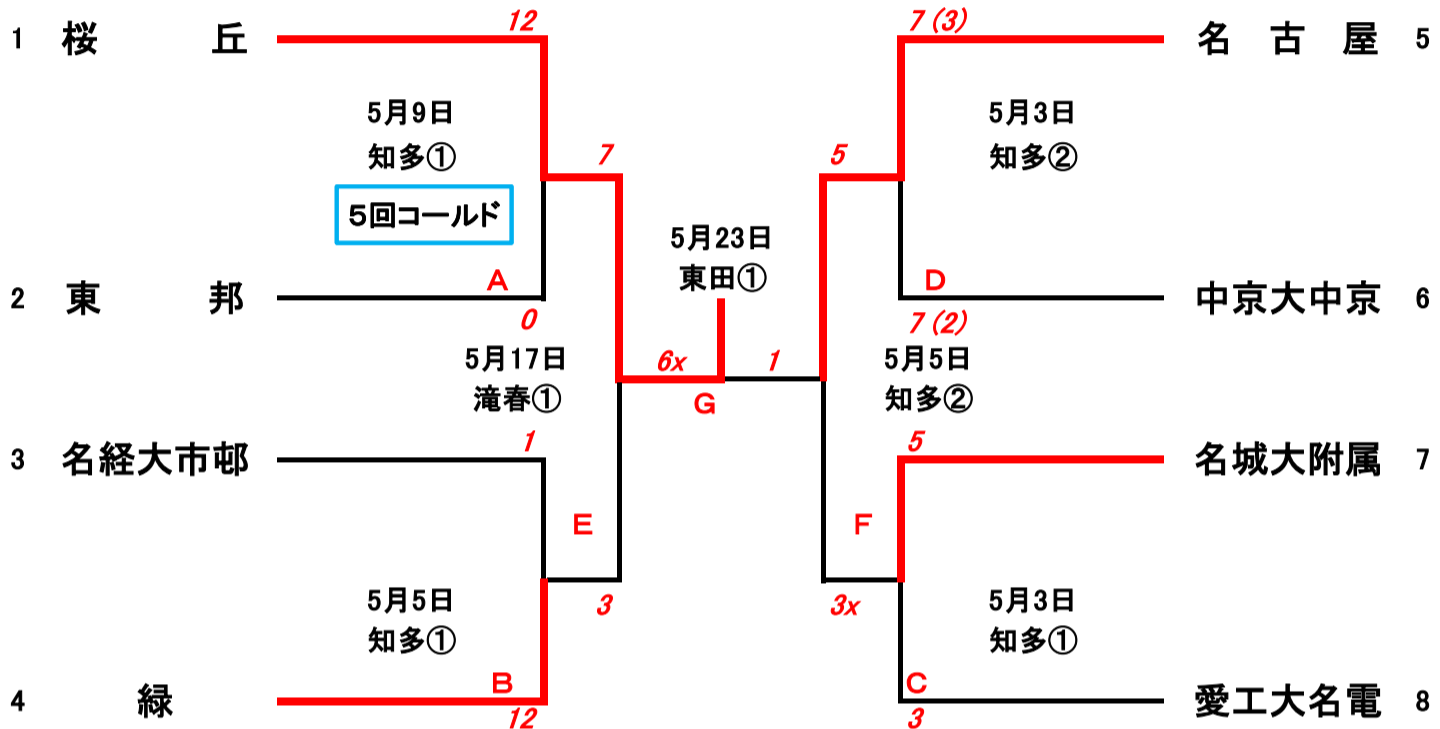 12
7 (3)
1 桜 丘
名 古 屋 5
5月9日
知多①
5月3日
知多②
7
5
5回コールド
5月23日
東田①
A
D
2 東 邦
中京大中京 6
0
7 (2)
5月17日
滝春①
6x
1
5月5日
知多②
G
1
5
3 名経大市邨
名城大附属 7
E
F
5月5日
知多①
3
3x
5月3日
知多①
B
C
4 緑
愛工大名電 8
12
3